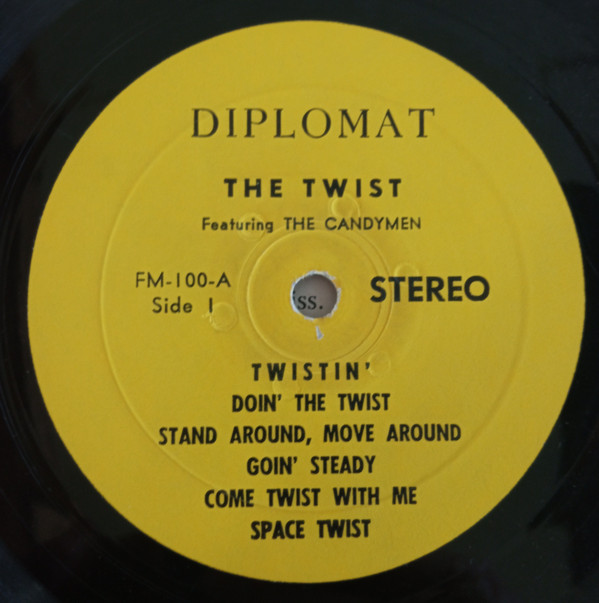 DIPLOMAT
THE TWIST
Featuring THE CANDYMEN
FM-100-A
Side 1
STEREO
ss.
TWISTIN'
DOIN' THE TWIST
STAND AROUND, MOVE AROUND
GOIN' STEADY
COME TWIST WITH ME
SPACE TWIST